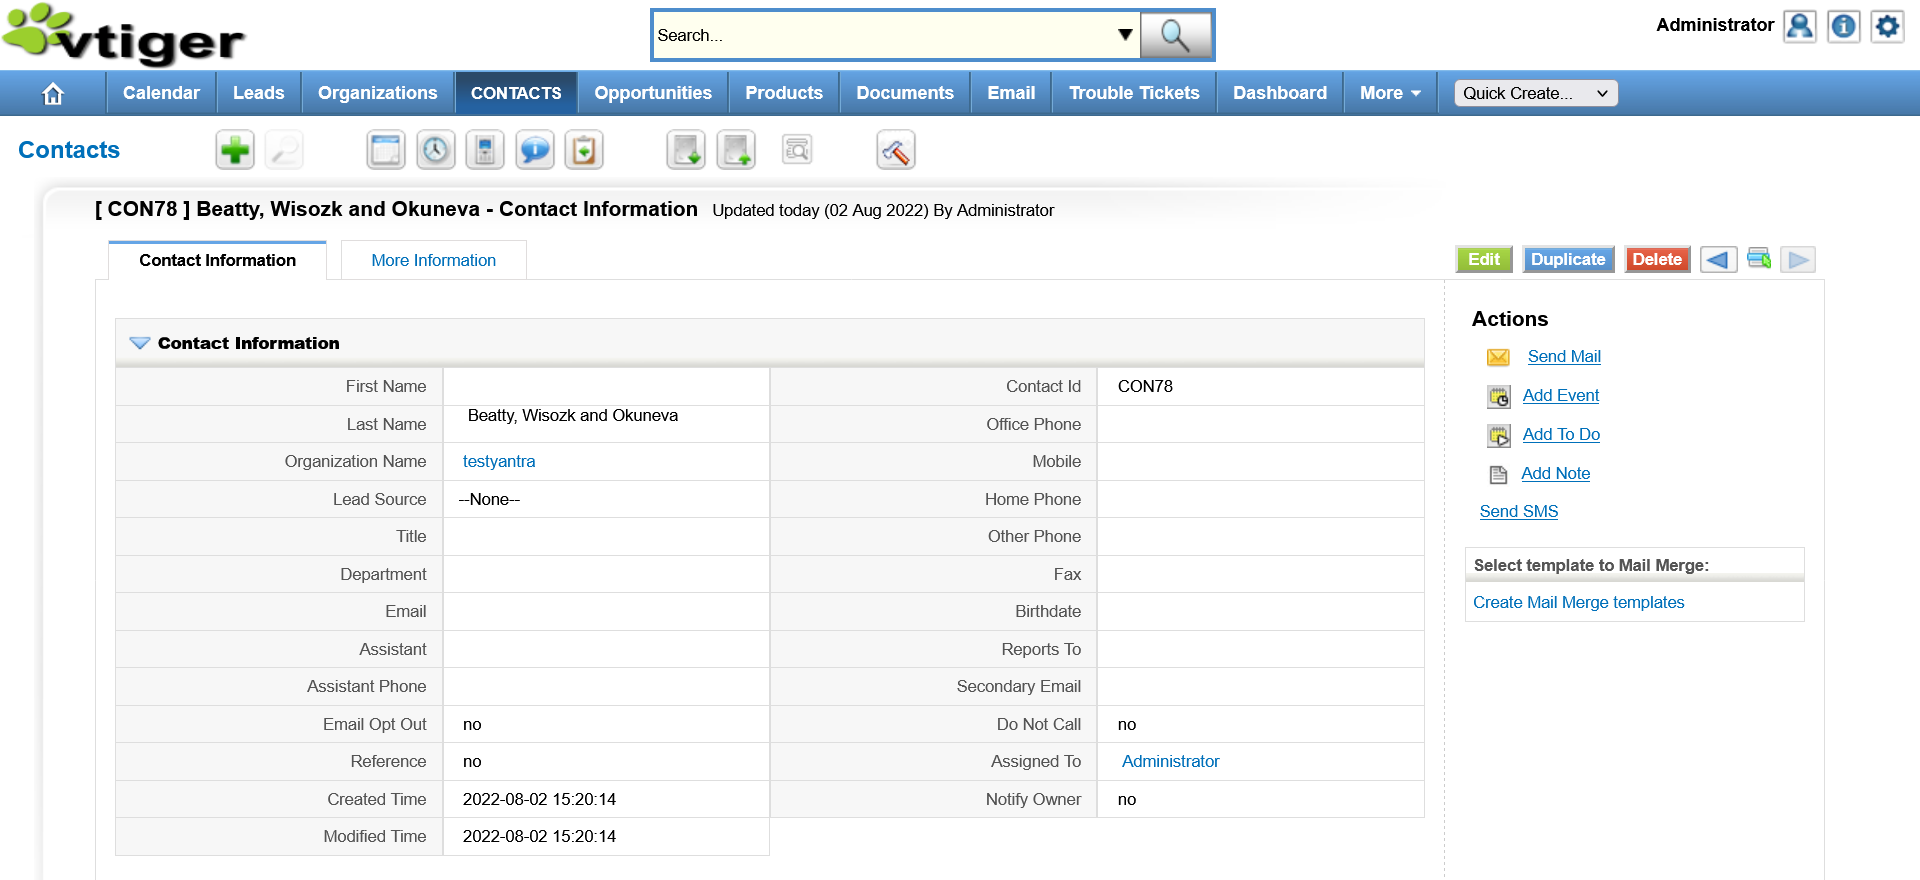 vtiger
Search...
Administrator
Calendar Leads Organizations CONTACTS Opportunities Products Documents Email Trouble Tickets Dashboard More Quick Create...
Contacts
[ CON78 ] Beatty, Wisozk and Okuneva - Contact Information Updated today (02 Aug 2022) By Administrator
Contact Information More Information Edit Duplicate Delete
Contact Information
First Name Contact Id CON78
Last Name Beatty, Wisozk and Okuneva Office Phone
Organization Name testyantra Mobile
Lead Source --None-- Home Phone
Title Other Phone
Department Fax
Email Birthdate
Assistant Reports To
Assistant Phone Secondary Email
Email Opt Out no Do Not Call no
Reference no Assigned To Administrator
Created Time 2022-08-02 15:20:14 Notify Owner no
Modified Time 2022-08-02 15:20:14
Actions
Send Mail
Add Event
Add To Do
Add Note
Send SMS
Select template to Mail Merge:
Create Mail Merge templates